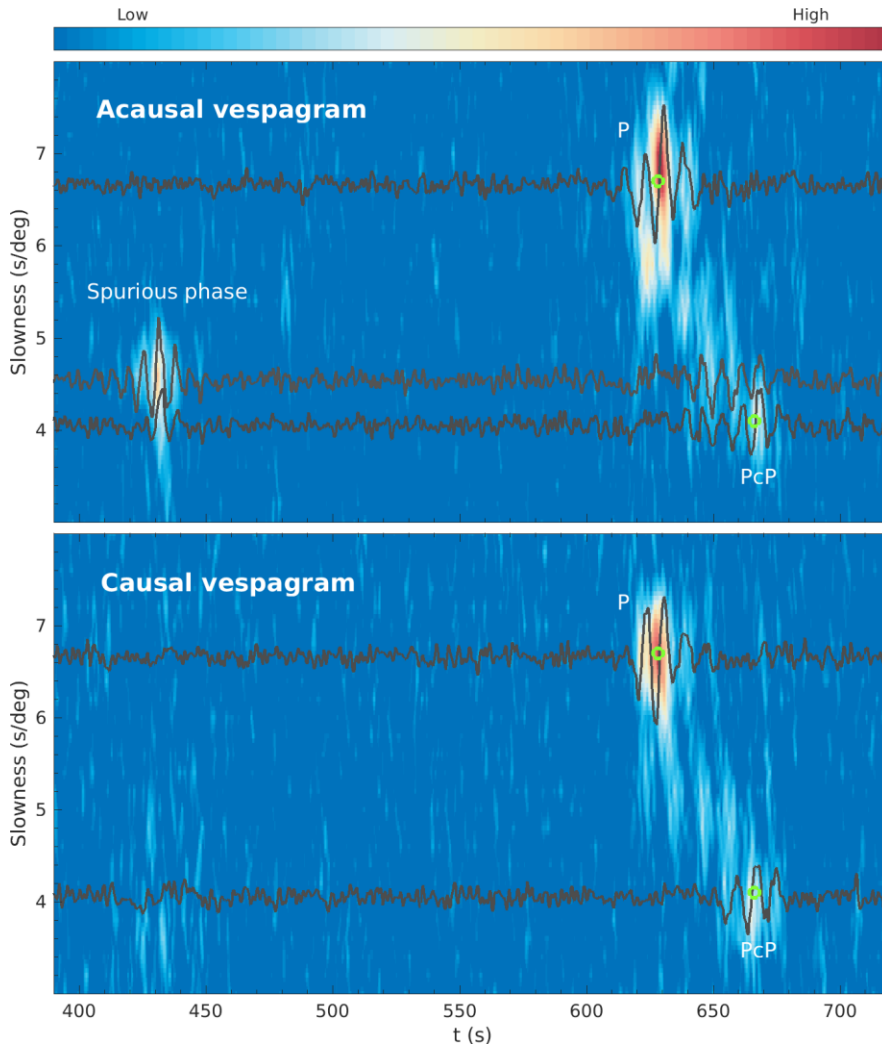 Low High
Acausal vespagram
P
7
6
Slowness (s/deg)
Spurious phase
5
4
PcP
Causal vespagram
P
7
6
Slowness (s/deg)
5
4
PcP
400 450 500 550 600 650 700
t (s)